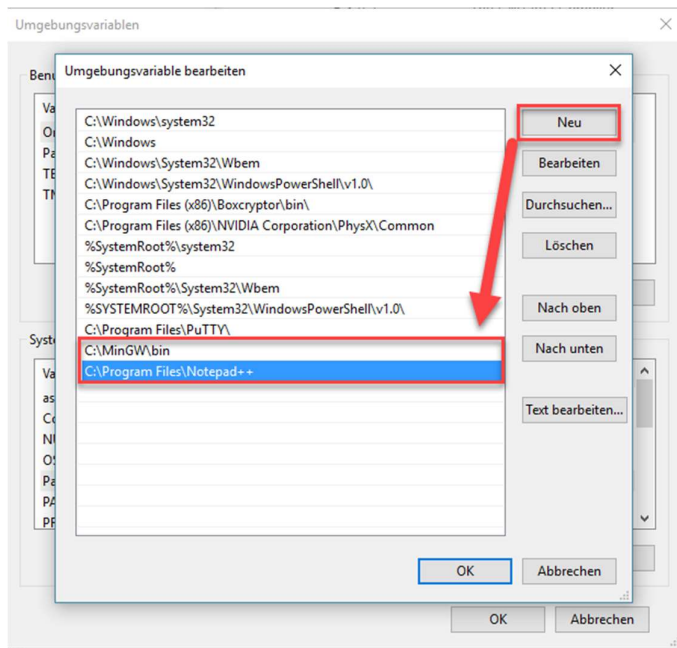 Umgebungsvariablen
Umgebungsvariable bearbeiten
C:\Windows\system32
C:\Windows
C:\Windows\System32\Wbem
C:\Windows\System32\WindowsPowerShell\v1.0\
C:\Program Files (x86)\Boxcryptor\bin\
C:\Program Files (x86)\NVIDIA Corporation\PhysX\Common
%SystemRoot%\system32
%SystemRoot%
%SystemRoot%\System32\Wbem
%SYSTEMROOT%\System32\WindowsPowerShell\v1.0\
C:\Program Files\PuTTY\
C:\MinGW\bin
C:\Program Files\Notepad++
Neu
Bearbeiten
Durchsuchen...
Löschen
Nach oben
Nach unten
Text bearbeiten...
OK
Abbrechen
OK
Abbrechen